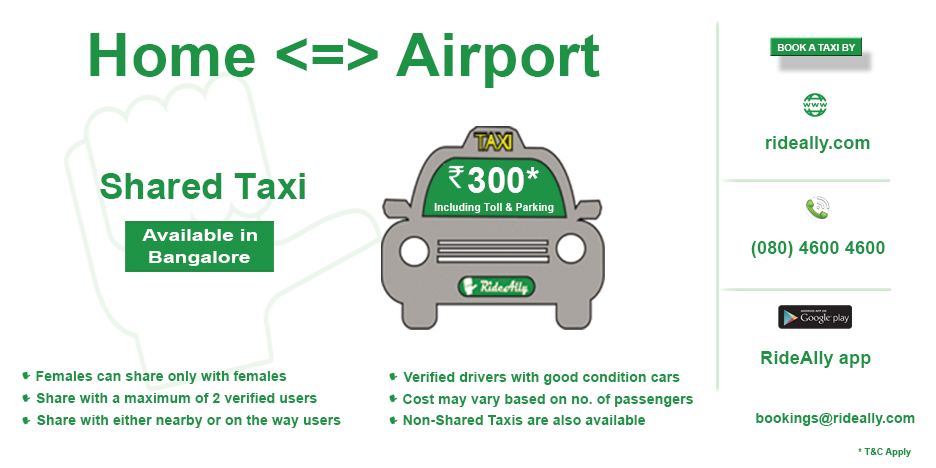 Home <=> Airport
Shared Taxi
Available in
Bangalore
TAXI
₹300*
Including Toll & Parking
RideAlly
Females can share only with females
Share with a maximum of 2 verified users
Share with either nearby or on the way users
Verified drivers with good condition cars
Cost may vary based on no. of passengers
Non-Shared Taxis are also available
BOOK A TAXI BY
www
rideally.com
(080) 4600 4600
ANDROID APP ON
Google play
RideAlly app
bookings@rideally.com
* T&C Apply